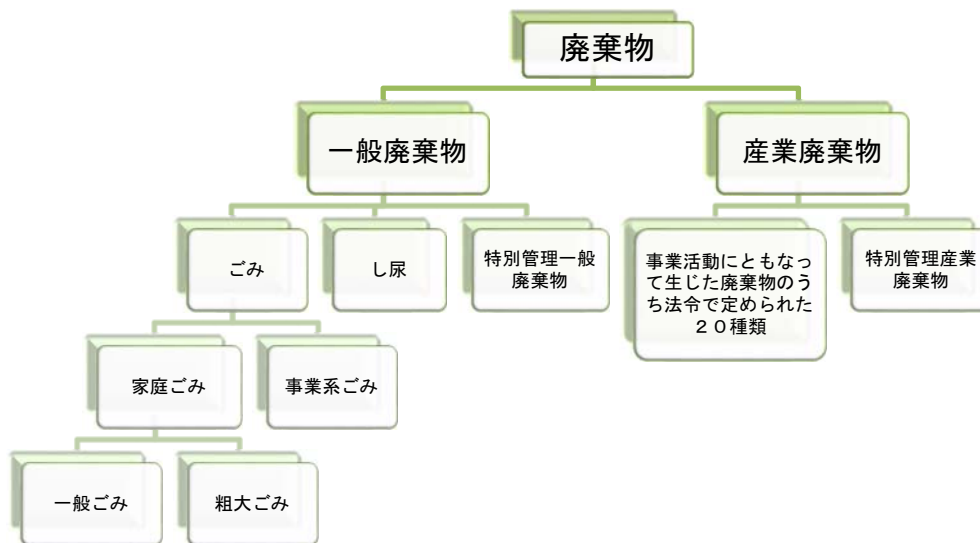 廃棄物
一般廃棄物
産業廃棄物
ごみ
し尿
特別管理一般
廃棄物
事業活動にともなっ
て生じた廃棄物のう
ち法令で定められた
２０種類
特別管理産業
廃棄物
家庭ごみ
事業系ごみ
一般ごみ
粗大ごみ